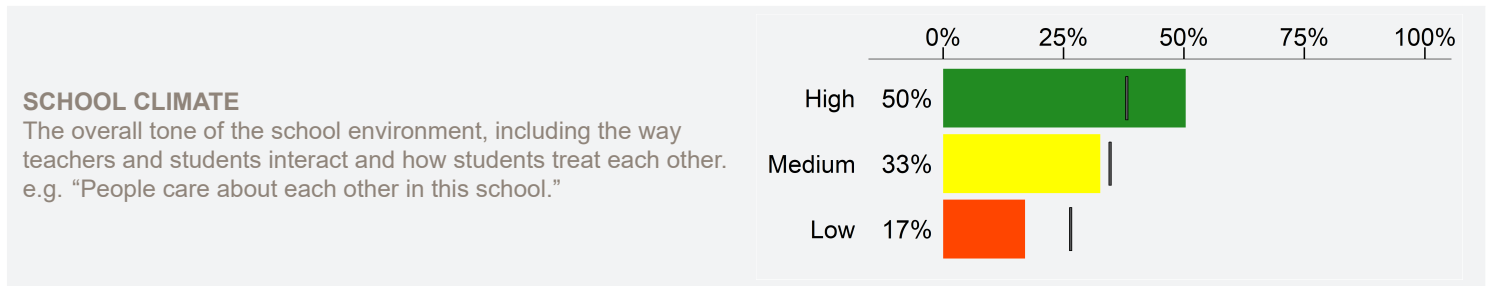 SCHOOL CLIMATE
The overall tone of the school environment, including the way
teachers and students interact and how students treat each other.
e.g. “People care about each other in this school.”
0% 25% 50% 75% 100%
High 50%
Medium 33%
Low 17%